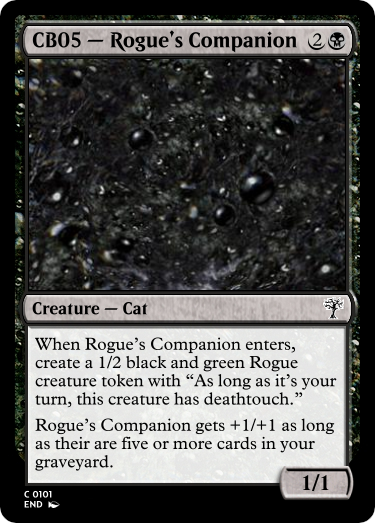 CB05 — Rogue's Companion 2
Creature — Cat
When Rogue's Companion enters,
create a 1/2 black and green Rogue
creature token with “As long as it's your
turn, this creature has deathtouch.”
Rogue's Companion gets +1/+1 as long
as their are five or more cards in your
graveyard.
1/1
C 0101
END